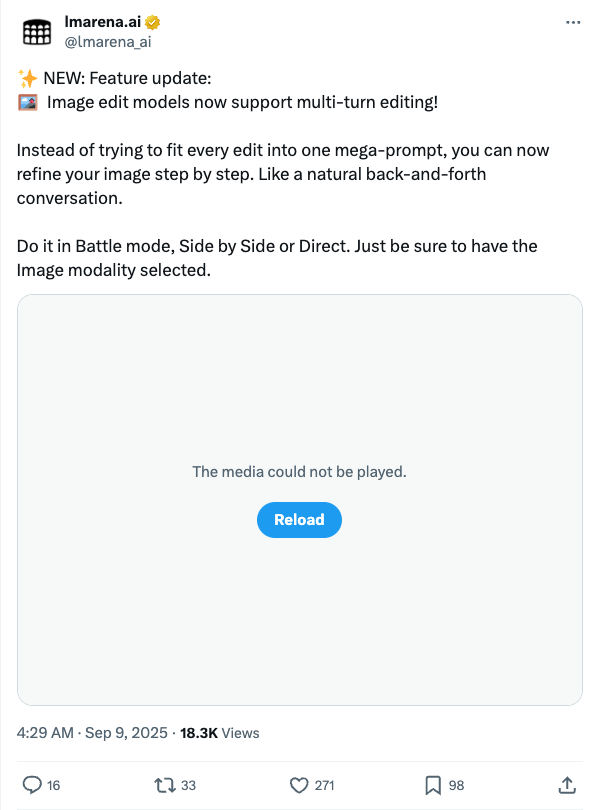 lmarena.ai
@lmarena_ai
✨ NEW: Feature update:
🖼️ Image edit models now support multi-turn editing!
Instead of trying to fit every edit into one mega-prompt, you can now
refine your image step by step. Like a natural back-and-forth
conversation.
Do it in Battle mode, Side by Side or Direct. Just be sure to have the
Image modality selected.
The media could not be played.
Reload
4:29 AM · Sep 9, 2025 · 18.3K Views
16 33 271 98